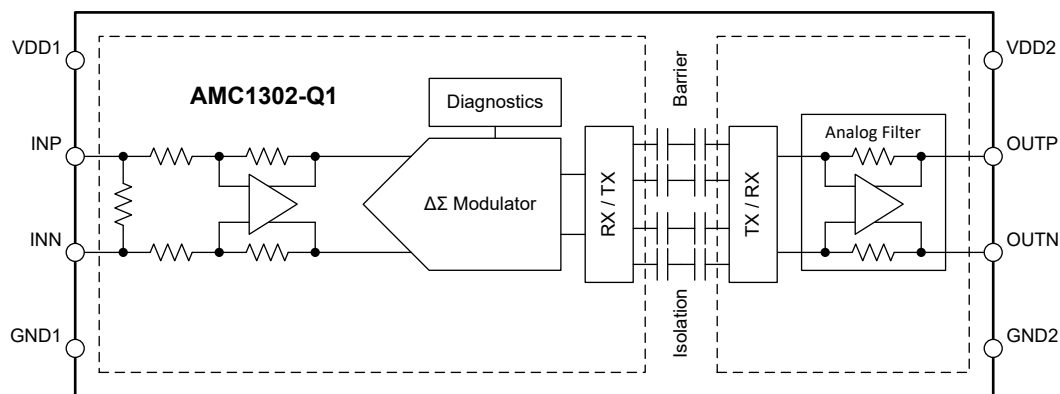 VDD1
VDD2
AMC1302-Q1
Diagnostics
Barrier
Analog Filter
INP
OUTP
ΔΣ Modulator
RX / TX
TX / RX
INN
OUTN
Isolation
GND1
GND2